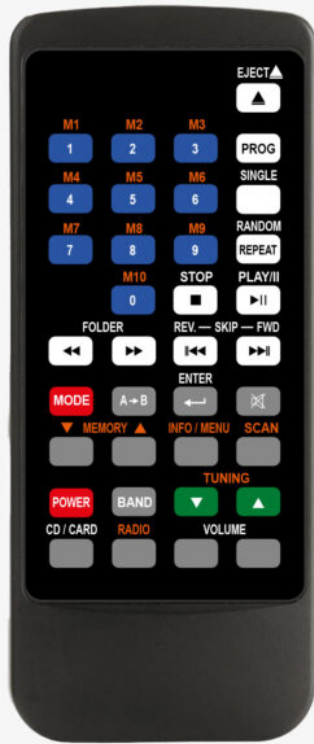 EJECT▲
▲
M1 M2 M3
1 2 3 PROG
M4 M5 M6 SINGLE
4 5 6
M7 M8 M9 RANDOM
7 8 9 REPEAT
M10 STOP PLAY/II
0 ■ ►II
FOLDER REV. — SKIP — FWD
◄◄ ►► I◄◄ ►►I
ENTER
MODE A→B
▼ MEMORY ▲ INFO / MENU SCAN
TUNING
POWER BAND ▼ ▲
CD / CARD RADIO VOLUME